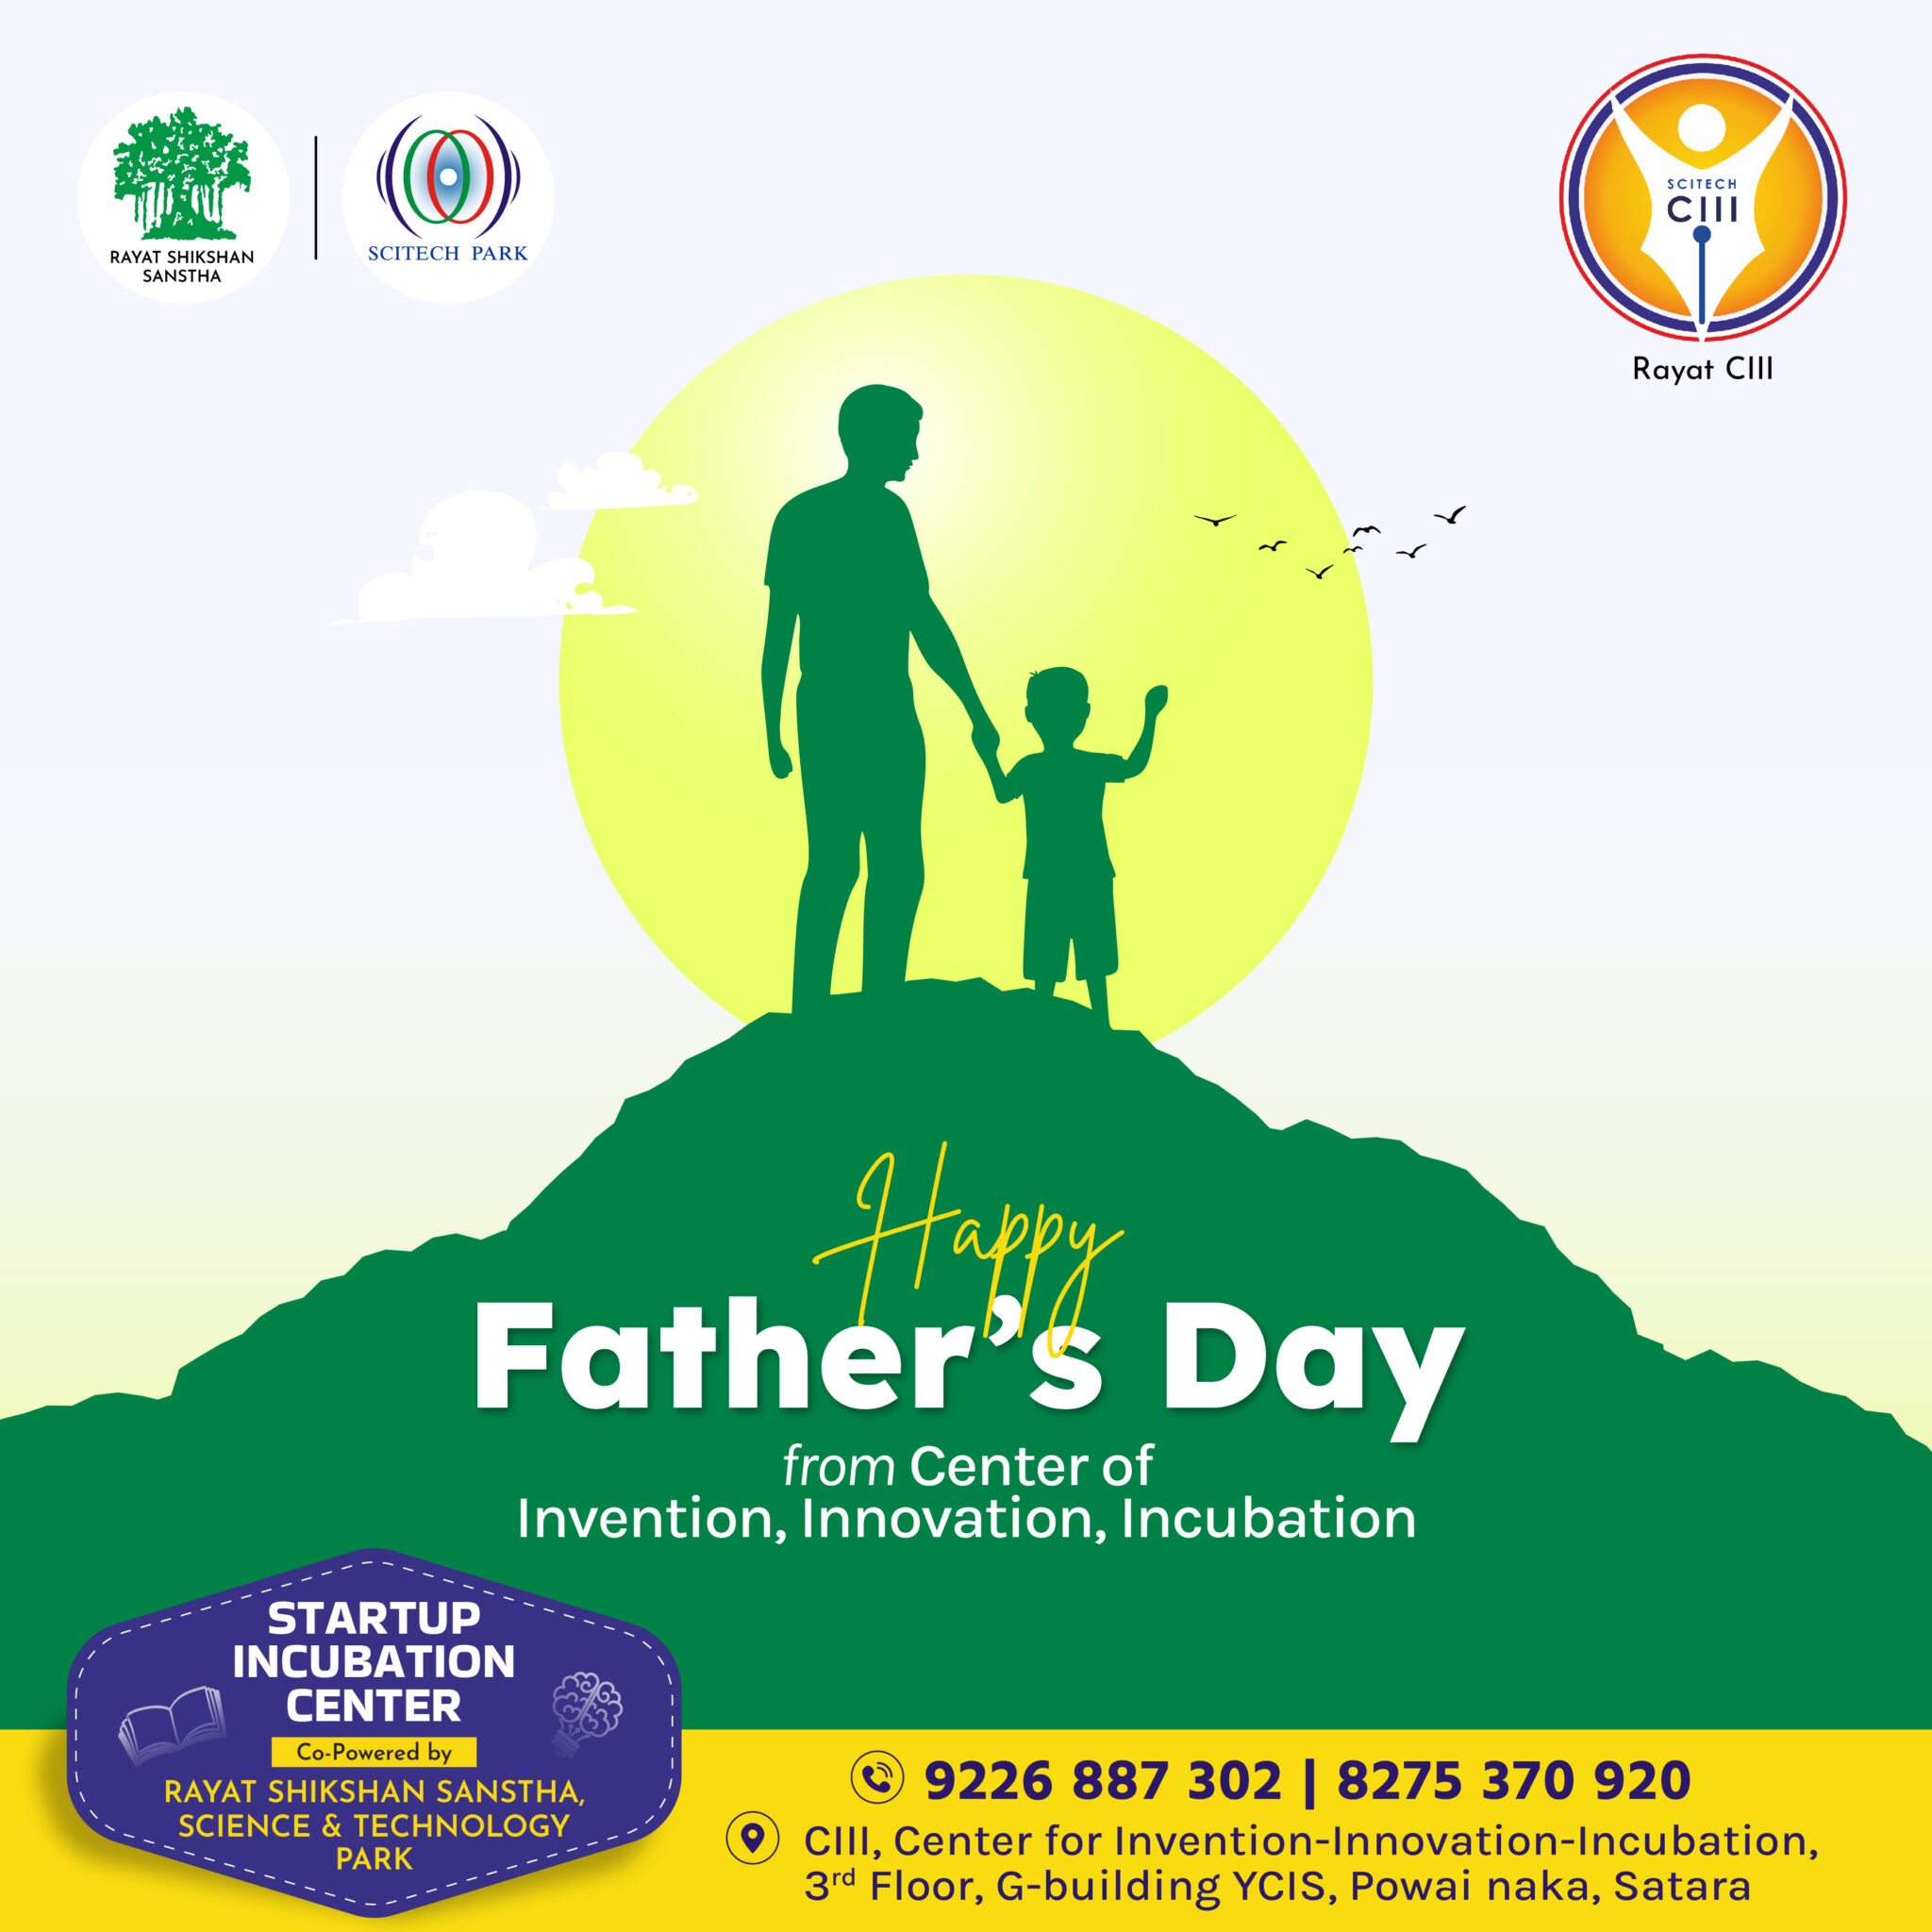 RAYAT SHIKSHAN
SANSTHA
SCITECH PARK
SCITECH
CIII
Rayat CIII
Happy
Father's Day
from Center of
Invention, Innovation, Incubation
STARTUP
INCUBATION
CENTER
Co-Powered by
RAYAT SHIKSHAN SANSTHA,
SCIENCE & TECHNOLOGY
PARK
9226 887 302 | 8275 370 920
CIII, Center for Invention-Innovation-Incubation,
3rd Floor, G-building YCIS, Powai naka, Satara